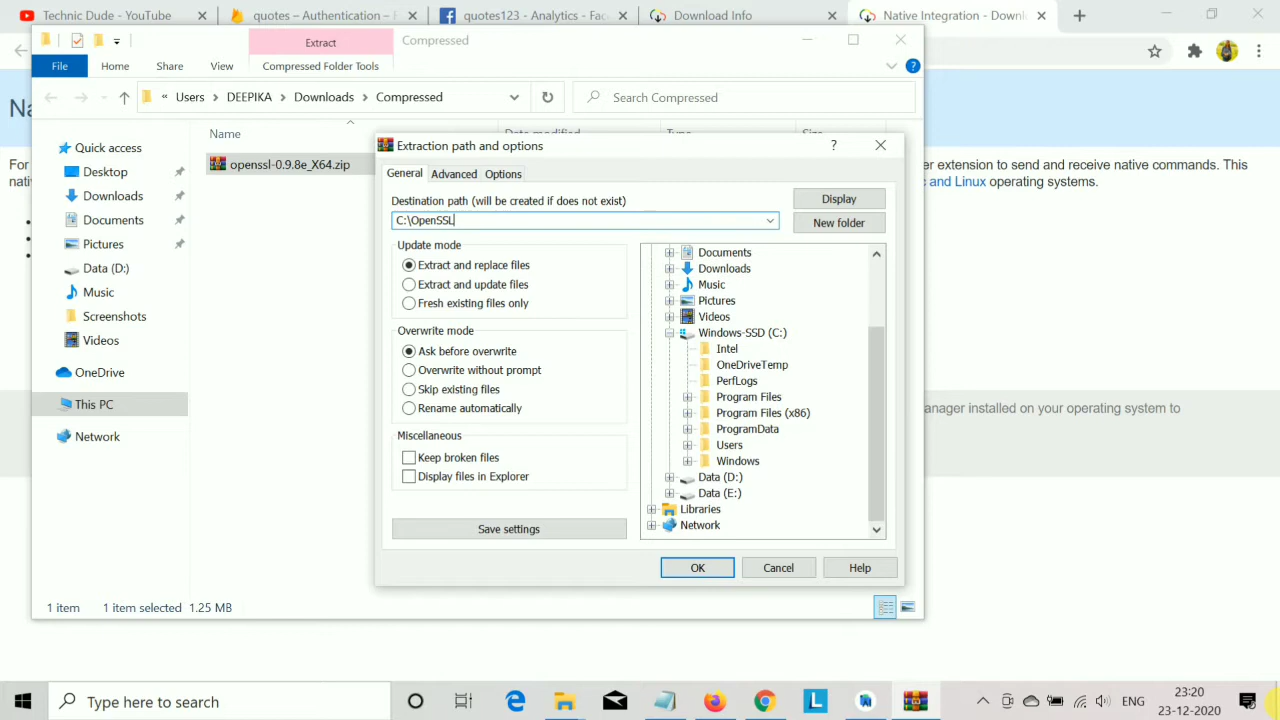 Technic Dude - YouTube
quotes – Authentication – F
quotes123 - Analytics - Fac
Download Info
Native Integration - Downl
Extract
Compressed
File
Home
Share
View
Compressed Folder Tools
« Users > DEEPIKA > Downloads > Compressed
Search Compressed
Name
Date modified
Type
Size
Quick access
openssl-0.9.8e_X64.zip
Desktop
Downloads
Documents
Pictures
Data (D:)
Music
Screenshots
Videos
OneDrive
This PC
Network
1 item
1 item selected
1.25 MB
Extraction path and options
General
Advanced
Options
Destination path (will be created if does not exist)
C:\OpenSSL
Display
New folder
Update mode
Extract and replace files
Extract and update files
Fresh existing files only
Overwrite mode
Ask before overwrite
Overwrite without prompt
Skip existing files
Rename automatically
Miscellaneous
Keep broken files
Display files in Explorer
Save settings
Documents
Downloads
Music
Pictures
Videos
Windows-SSD (C:)
Intel
OneDriveTemp
PerfLogs
Program Files
Program Files (x86)
ProgramData
Users
Windows
Data (D:)
Data (E:)
Libraries
Network
OK
Cancel
Help
Na
For
nati
er extension to send and receive native commands. This
c and Linux operating systems.
anager installed on your operating system to
Type here to search
L
ENG
23:20
23-12-2020